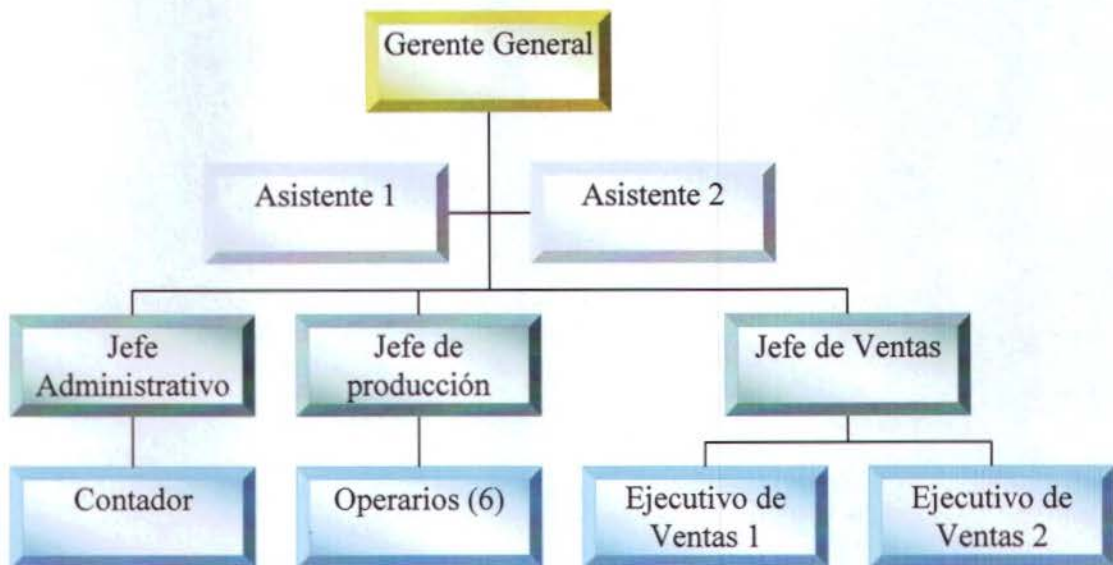 Gerente General
Asistente 1
Asistente 2
Jefe
Administrativo
Jefe de
producción
Jefe de Ventas
Contador
Operarios (6)
Ejecutivo de
Ventas 1
Ejecutivo de
Ventas 2